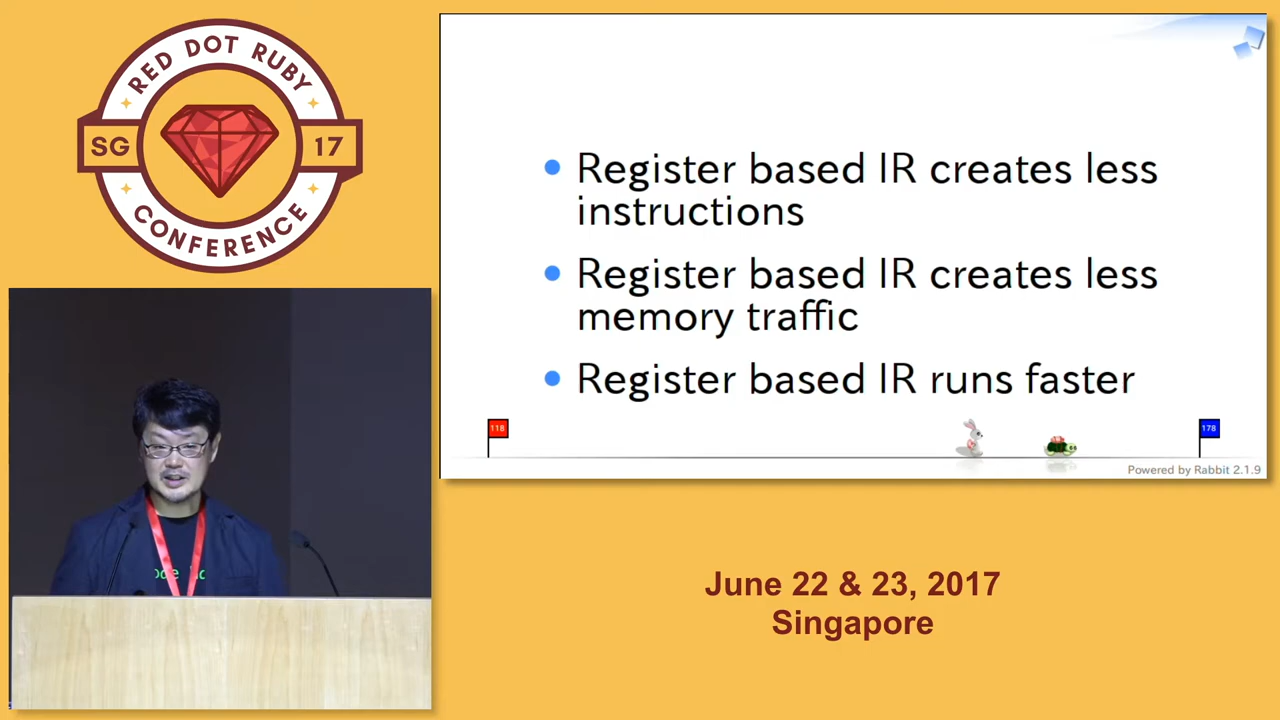 RED DOT RUBY
SG 17
CONFERENCE
Register based IR creates less
instructions
Register based IR creates less
memory traffic
Register based IR runs faster
118
178
Powered by Rabbit 2.1.9
June 22 & 23, 2017
Singapore